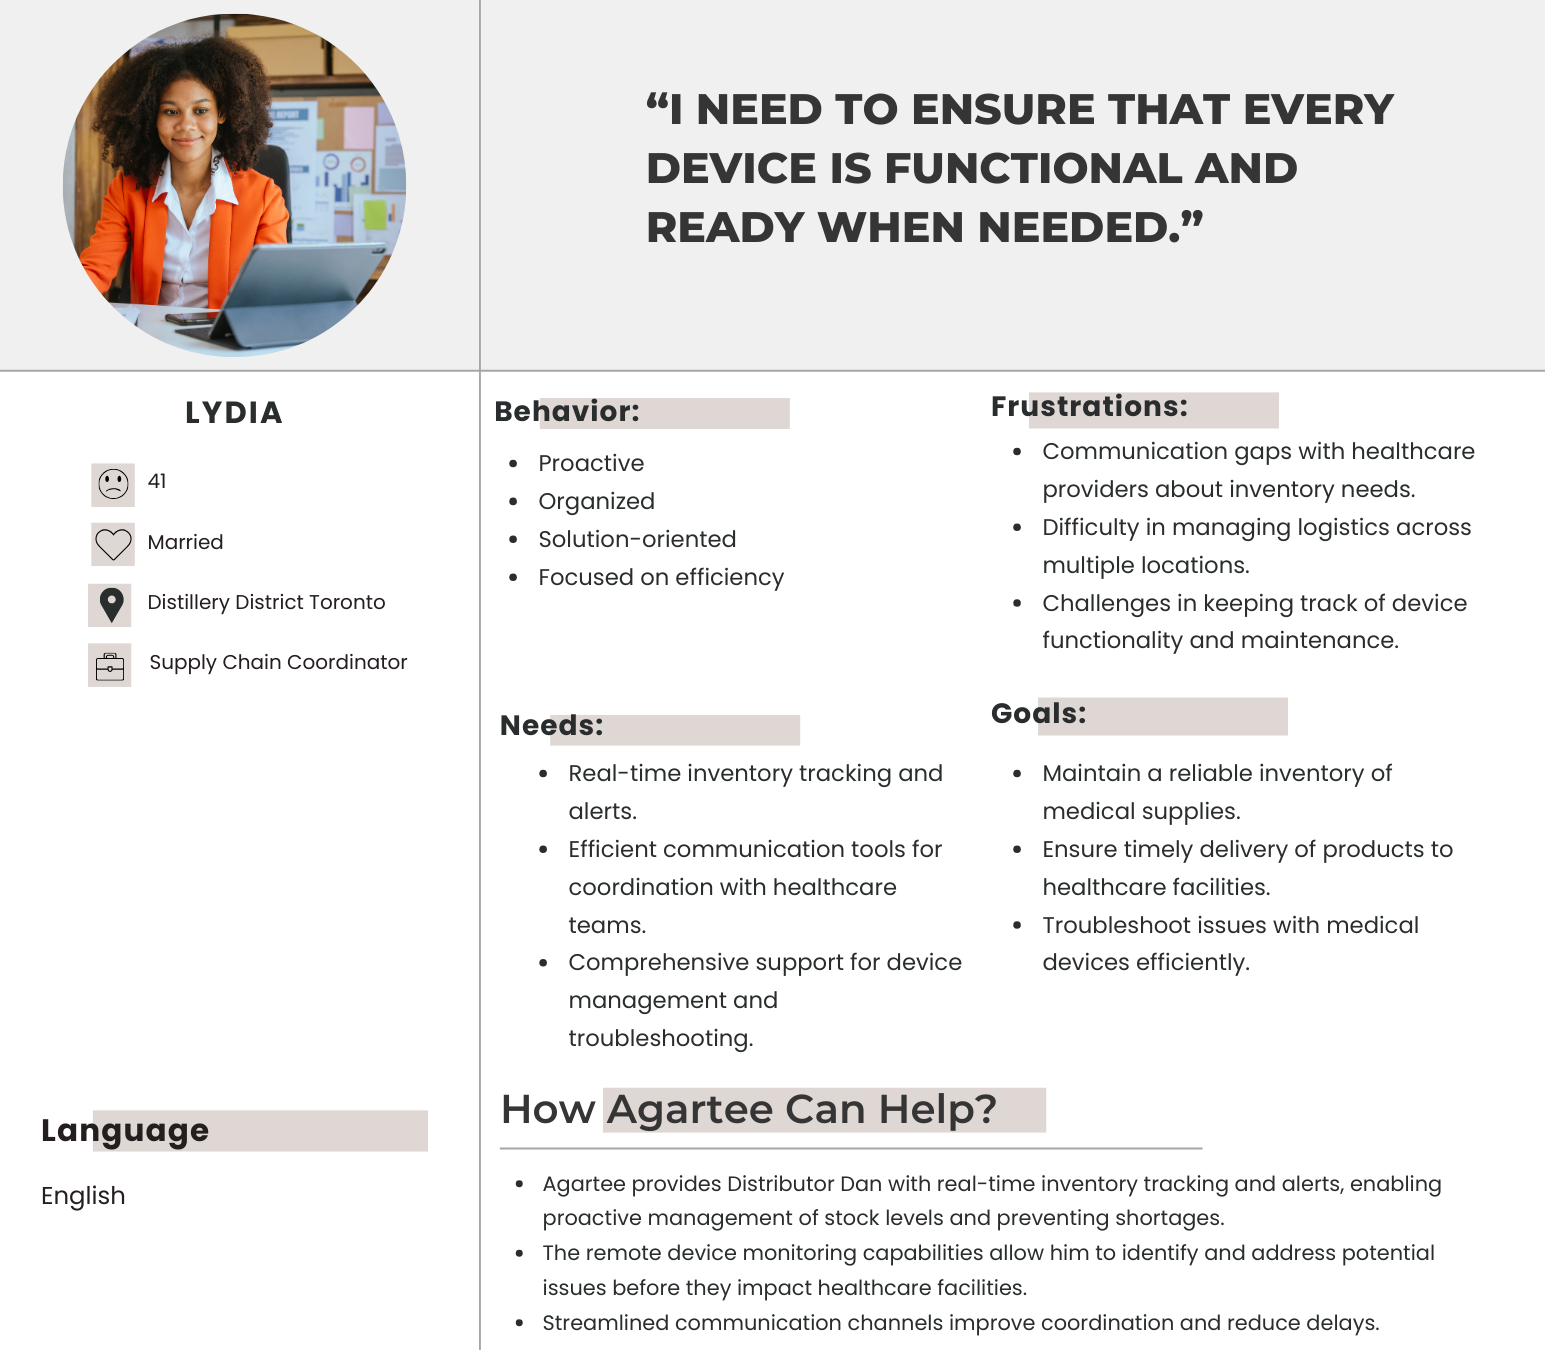 “I NEED TO ENSURE THAT EVERY
DEVICE IS FUNCTIONAL AND
READY WHEN NEEDED.”
LYDIA
41
Married
Distillery District Toronto
Supply Chain Coordinator
Language
English
Behavior:
• Proactive
• Organized
• Solution-oriented
• Focused on efficiency
Frustrations:
• Communication gaps with healthcare
providers about inventory needs.
• Difficulty in managing logistics across
multiple locations.
• Challenges in keeping track of device
functionality and maintenance.
Needs:
• Real-time inventory tracking and
alerts.
• Efficient communication tools for
coordination with healthcare
teams.
• Comprehensive support for device
management and
troubleshooting.
Goals:
• Maintain a reliable inventory of
medical supplies.
• Ensure timely delivery of products to
healthcare facilities.
• Troubleshoot issues with medical
devices efficiently.
How Agartee Can Help?
• Agartee provides Distributor Dan with real-time inventory tracking and alerts, enabling
proactive management of stock levels and preventing shortages.
• The remote device monitoring capabilities allow him to identify and address potential
issues before they impact healthcare facilities.
• Streamlined communication channels improve coordination and reduce delays.